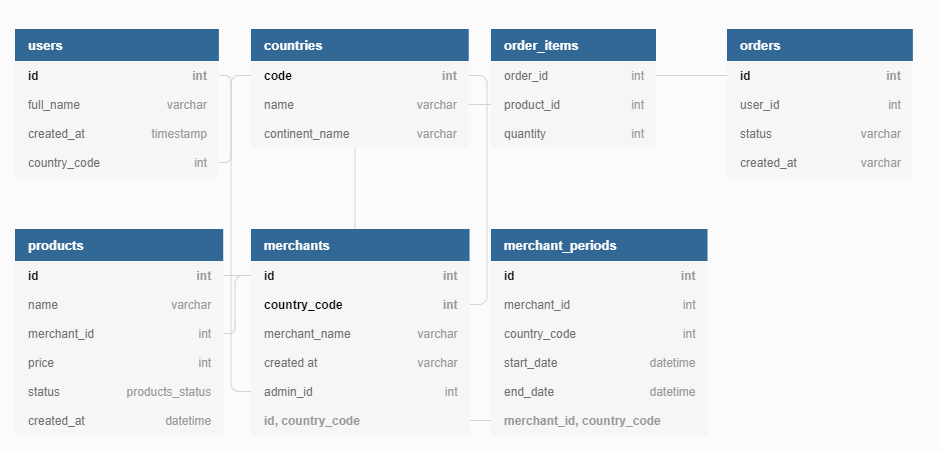 users
id int
full_name varchar
created_at timestamp
country_code int
countries
code int
name varchar
continent_name varchar
order_items
order_id int
product_id int
quantity int
orders
id int
user_id int
status varchar
created_at varchar
products
id int
name varchar
merchant_id int
price int
status products_status
created_at datetime
merchants
id int
country_code int
merchant_name varchar
created at varchar
admin_id int
id, country_code
merchant_periods
id int
merchant_id int
country_code int
start_date datetime
end_date datetime
merchant_id, country_code